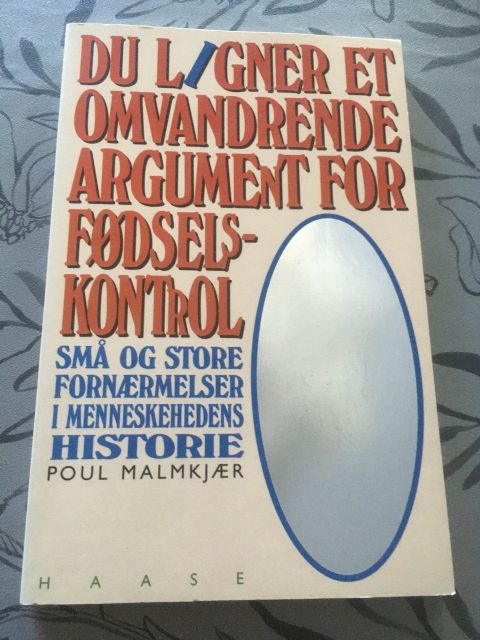 DU LIGNER ET
OMVANDRENDE
ARGUMENT FOR
FØDSELS-
KONTROL
SMÅ OG STORE
FORNÆRMELSER
I MENNESKEHEDENS
HISTORIE
POUL MALMKJÆR
HAASE